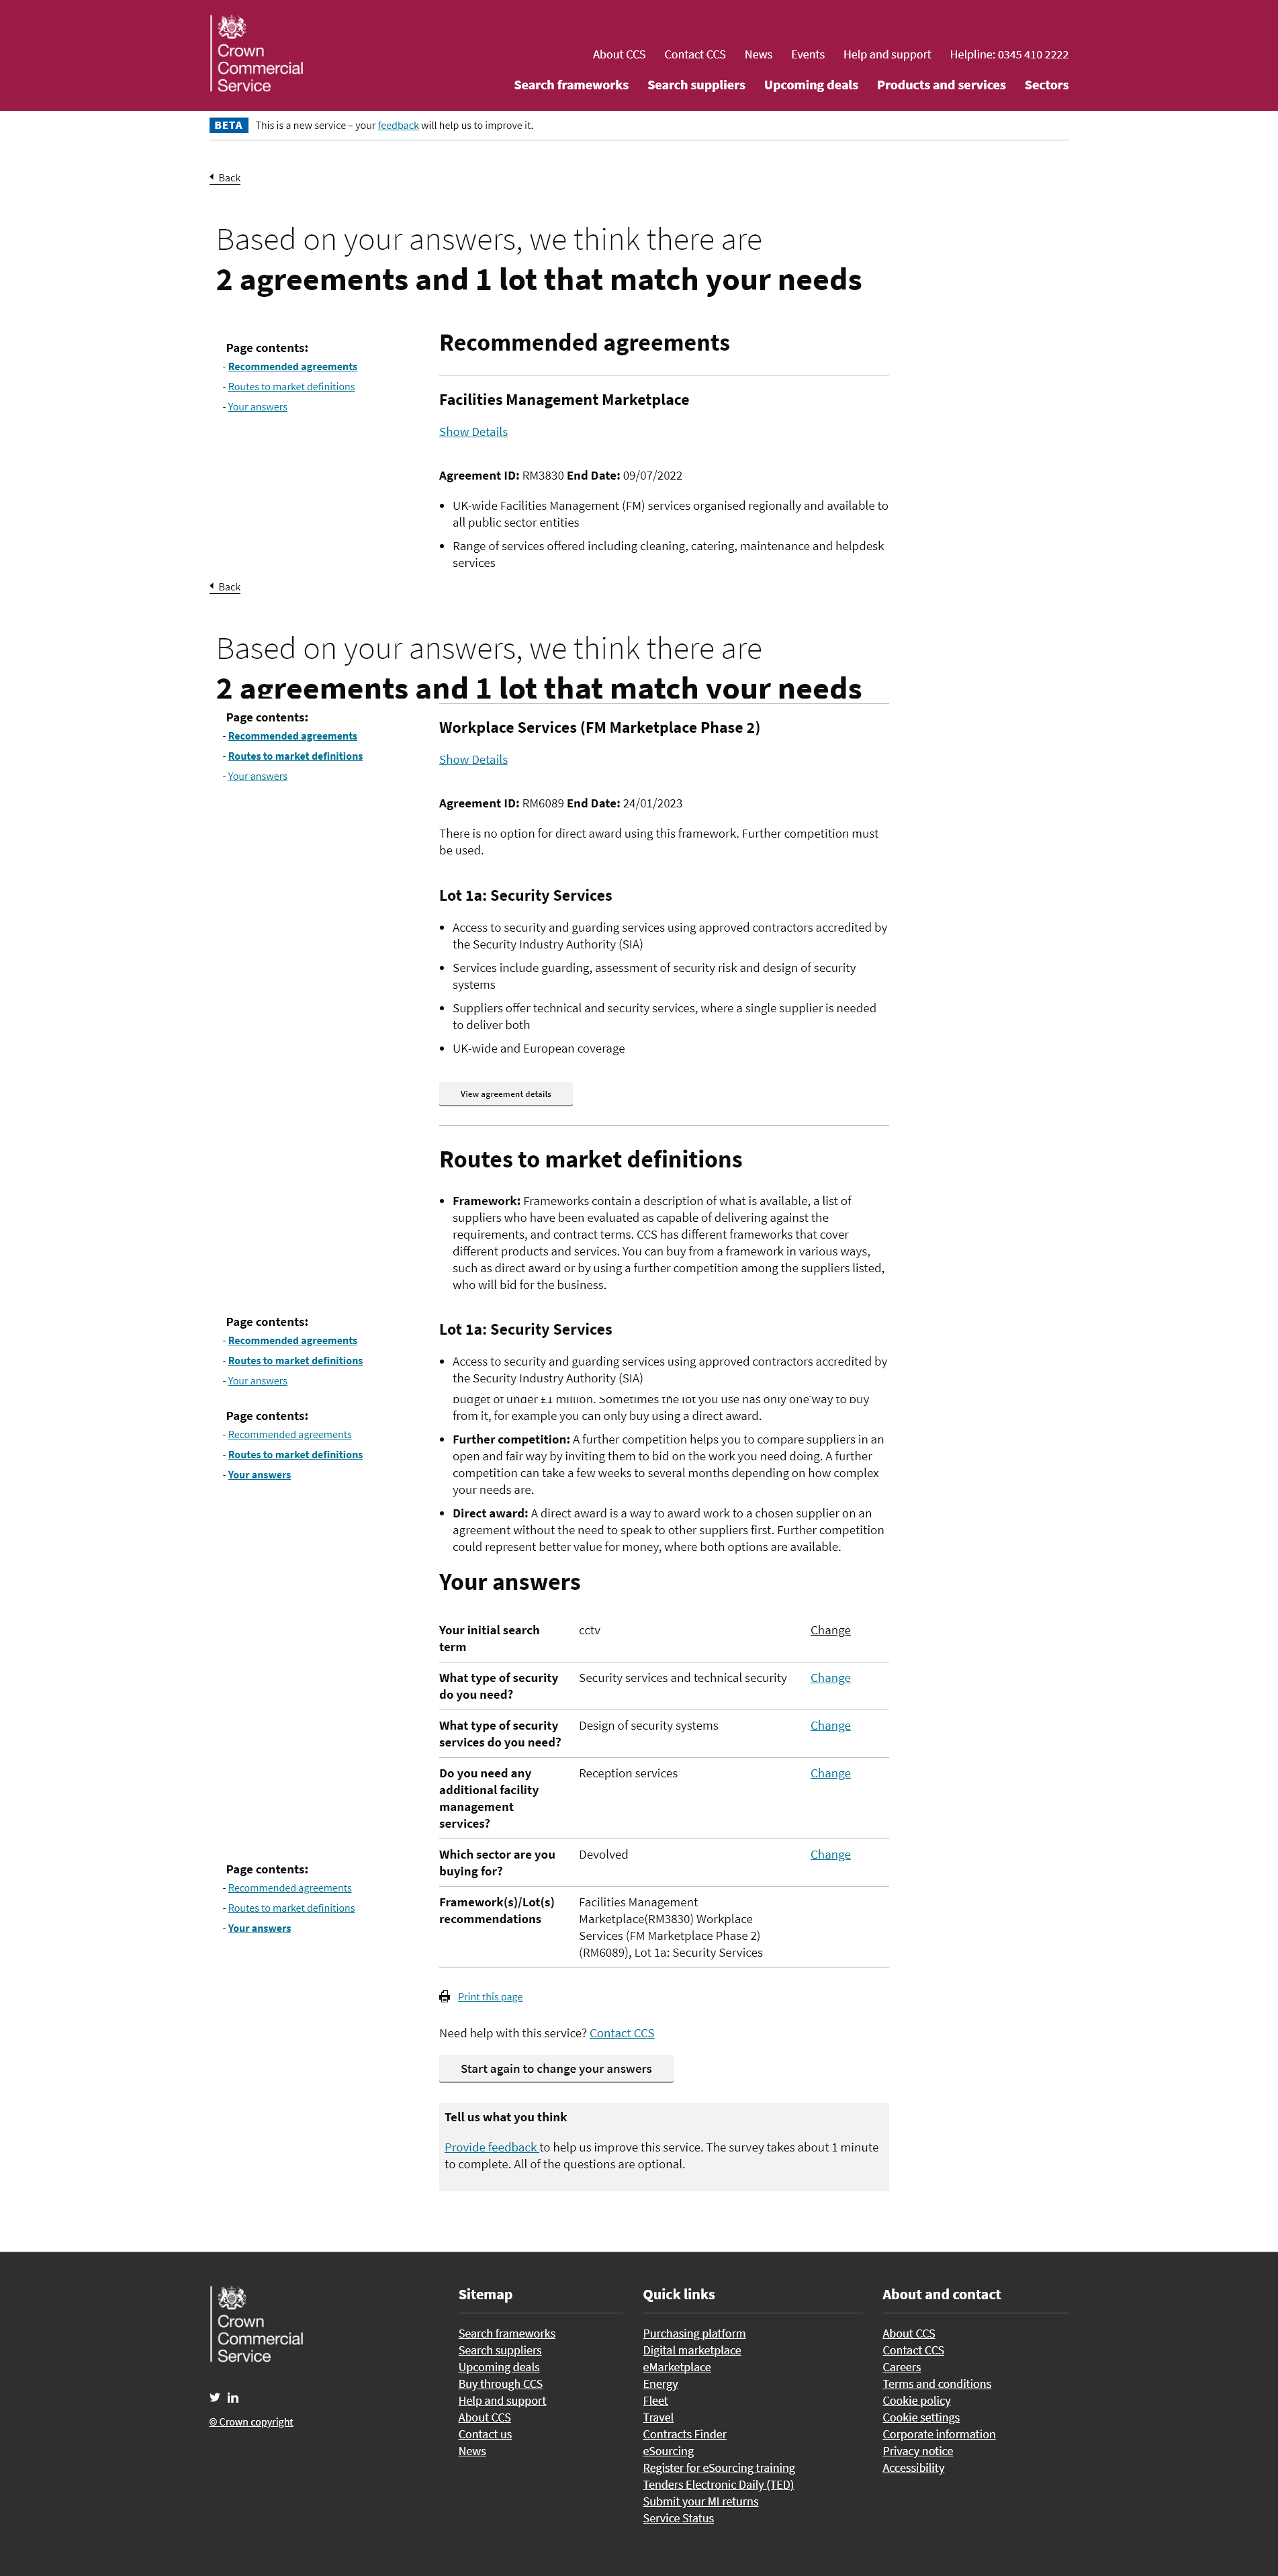 Crown
Commercial
Service
About CCS Contact CCS News Events Help and support Helpline: 0345 410 2222
Search frameworks Search suppliers Upcoming deals Products and services Sectors
BETA This is a new service – your feedback will help us to improve it.
Back
Based on your answers, we think there are
2 agreements and 1 lot that match your needs
Page contents:
- Recommended agreements
- Routes to market definitions
- Your answers
Recommended agreements
Facilities Management Marketplace
Show Details
Agreement ID: RM3830 End Date: 09/07/2022
• UK-wide Facilities Management (FM) services organised regionally and available to
all public sector entities
• Range of services offered including cleaning, catering, maintenance and helpdesk
services
Back
Based on your answers, we think there are
2 agreements and 1 lot that match your needs
Page contents:
- Recommended agreements
- Routes to market definitions
- Your answers
Workplace Services (FM Marketplace Phase 2)
Show Details
Agreement ID: RM6089 End Date: 24/01/2023
There is no option for direct award using this framework. Further competition must
be used.
Lot 1a: Security Services
• Access to security and guarding services using approved contractors accredited by
the Security Industry Authority (SIA)
• Services include guarding, assessment of security risk and design of security
systems
• Suppliers offer technical and security services, where a single supplier is needed
to deliver both
• UK-wide and European coverage
View agreement details
Routes to market definitions
• Framework: Frameworks contain a description of what is available, a list of
suppliers who have been evaluated as capable of delivering against the
requirements, and contract terms. CCS has different frameworks that cover
different products and services. You can buy from a framework in various ways,
such as direct award or by using a further competition among the suppliers listed,
who will bid for the business.
Page contents:
- Recommended agreements
- Routes to market definitions
- Your answers
Lot 1a: Security Services
• Access to security and guarding services using approved contractors accredited by
the Security Industry Authority (SIA)
budget of under £1 million. Sometimes the lot you use has only one way to buy
from it, for example you can only buy using a direct award.
Page contents:
- Recommended agreements
- Routes to market definitions
- Your answers
• Further competition: A further competition helps you to compare suppliers in an
open and fair way by inviting them to bid on the work you need doing. A further
competition can take a few weeks to several months depending on how complex
your needs are.
• Direct award: A direct award is a way to award work to a chosen supplier on an
agreement without the need to speak to other suppliers first. Further competition
could represent better value for money, where both options are available.
Your answers
Your initial search
term
cctv
Change
What type of security
do you need?
Security services and technical security
Change
What type of security
services do you need?
Design of security systems
Change
Do you need any
additional facility
management
services?
Reception services
Change
Which sector are you
buying for?
Devolved
Change
Page contents:
- Recommended agreements
- Routes to market definitions
- Your answers
Framework(s)/Lot(s)
recommendations
Facilities Management
Marketplace(RM3830) Workplace
Services (FM Marketplace Phase 2)
(RM6089), Lot 1a: Security Services
Print this page
Need help with this service? Contact CCS
Start again to change your answers
Tell us what you think
Provide feedback to help us improve this service. The survey takes about 1 minute
to complete. All of the questions are optional.
Crown
Commercial
Service
© Crown copyright
Sitemap
Search frameworks
Search suppliers
Upcoming deals
Buy through CCS
Help and support
About CCS
Contact us
News
Quick links
Purchasing platform
Digital marketplace
eMarketplace
Energy
Fleet
Travel
Contracts Finder
eSourcing
Register for eSourcing training
Tenders Electronic Daily (TED)
Submit your MI returns
Service Status
About and contact
About CCS
Contact CCS
Careers
Terms and conditions
Cookie policy
Cookie settings
Corporate information
Privacy notice
Accessibility